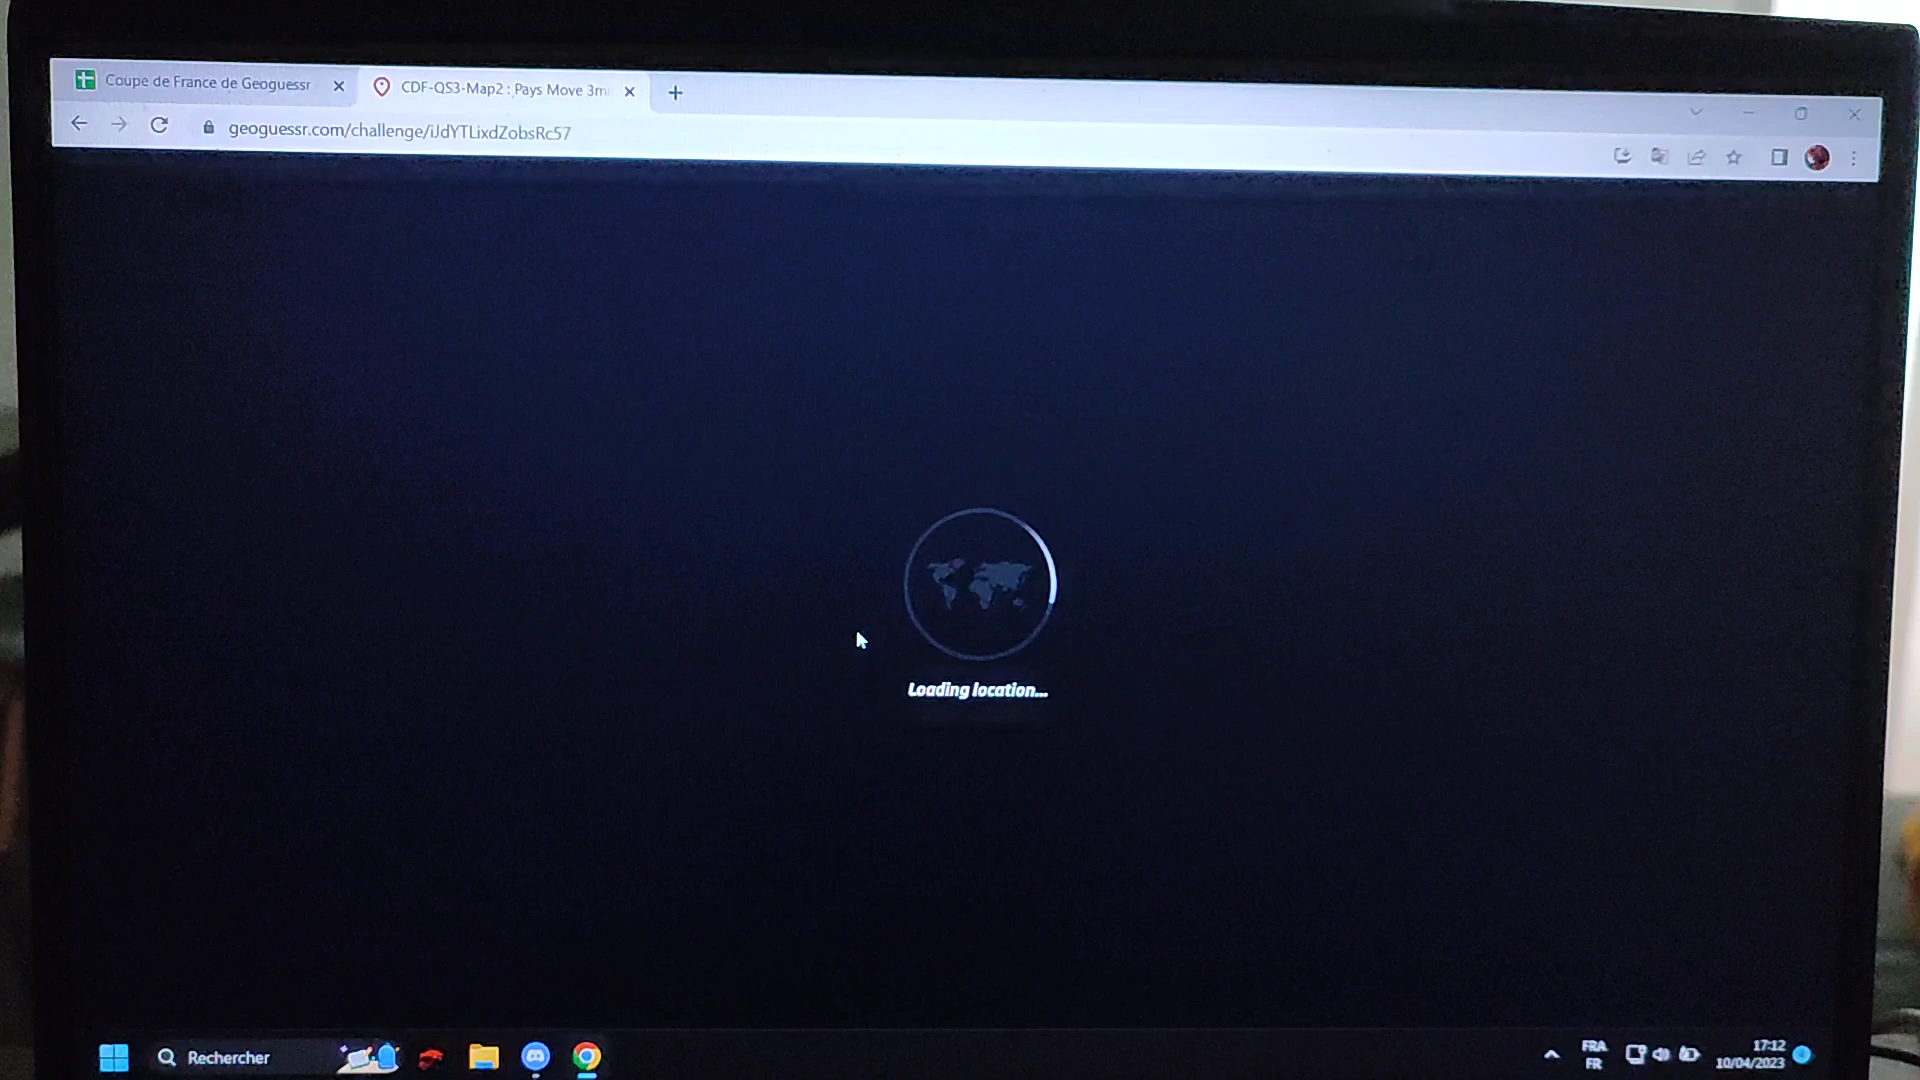 Coupe de France de Geoguessr
CDF-QS3-Map2 : Pays Move 3m
geoguessr.com/challenge/iJdYTLixdZobsRc57
Loading location...
Rechercher
FRA
FR
17:12
10/04/2023